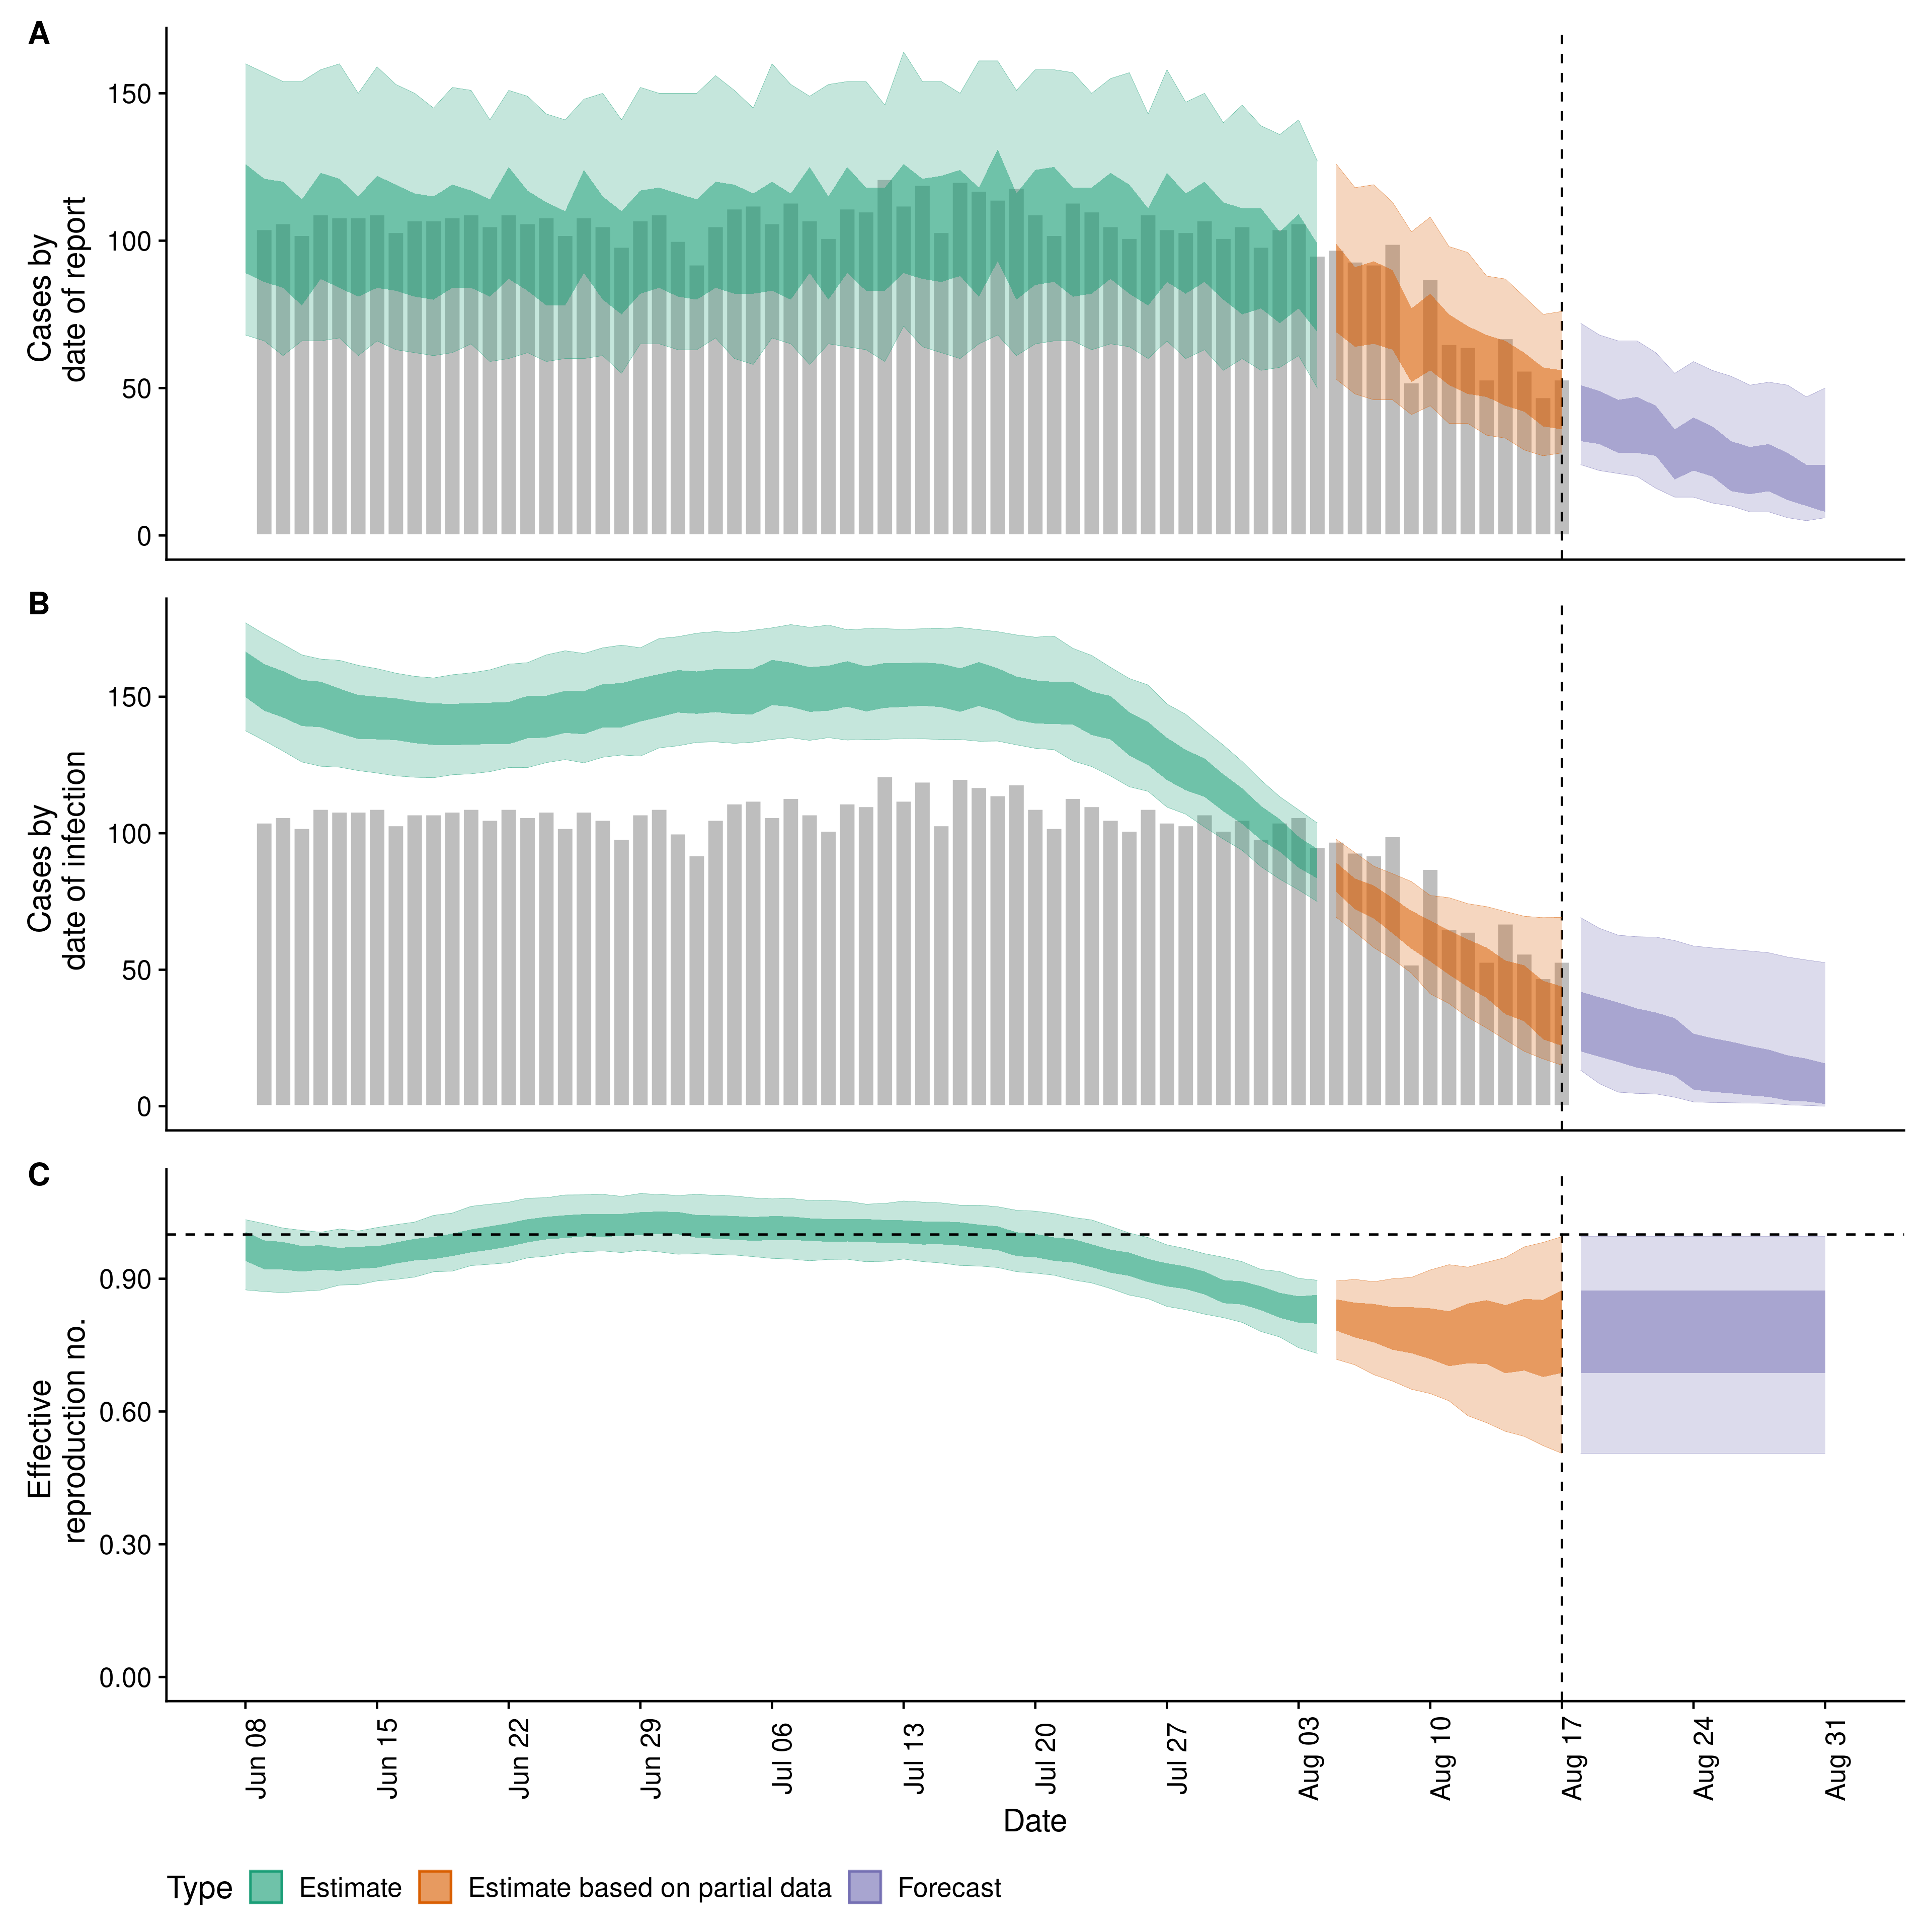 A
Cases by
date of report
150
100
50
0
B
Cases by
date of infection
150
100
50
0
C
Effective
reproduction no.
0.90
0.60
0.30
0.00
Jun 08
Jun 15
Jun 22
Jun 29
Jul 06
Jul 13
Jul 20
Jul 27
Aug 03
Aug 10
Aug 17
Aug 24
Aug 31
Date
Type Estimate Estimate based on partial data Forecast